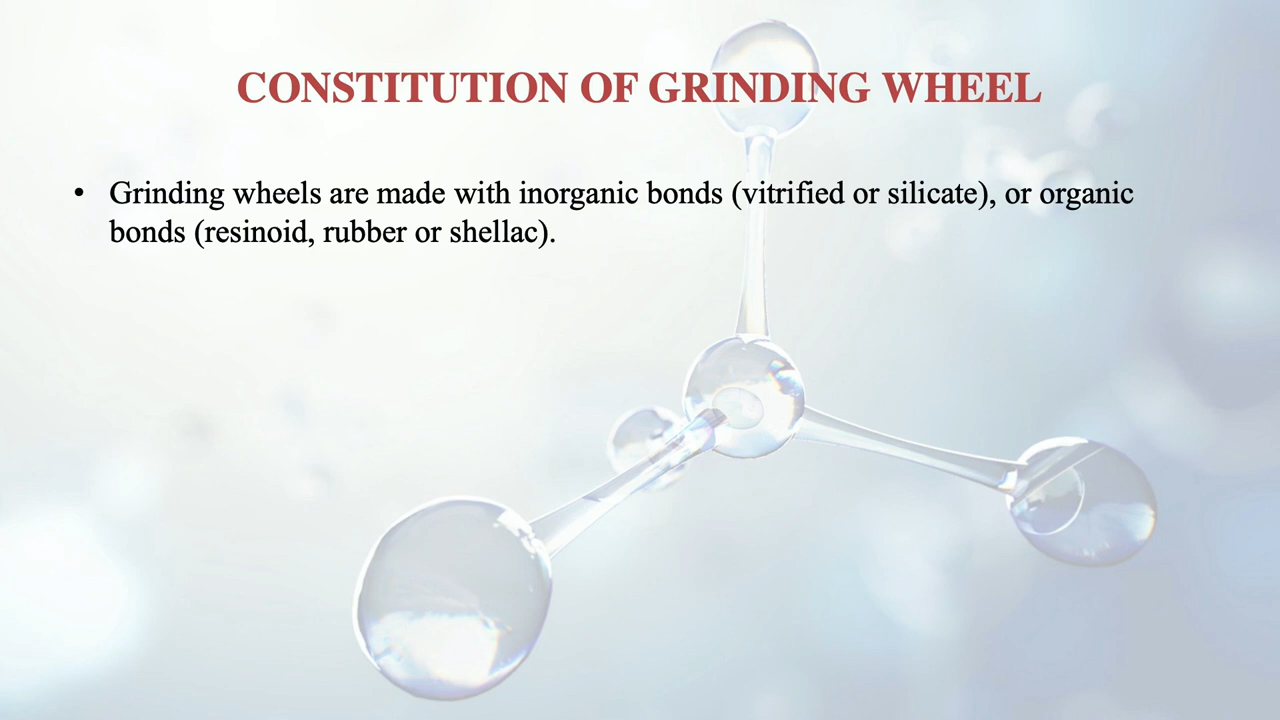 CONSTITUTION OF GRINDING WHEEL
• Grinding wheels are made with inorganic bonds (vitrified or silicate), or organic
bonds (resinoid, rubber or shellac).